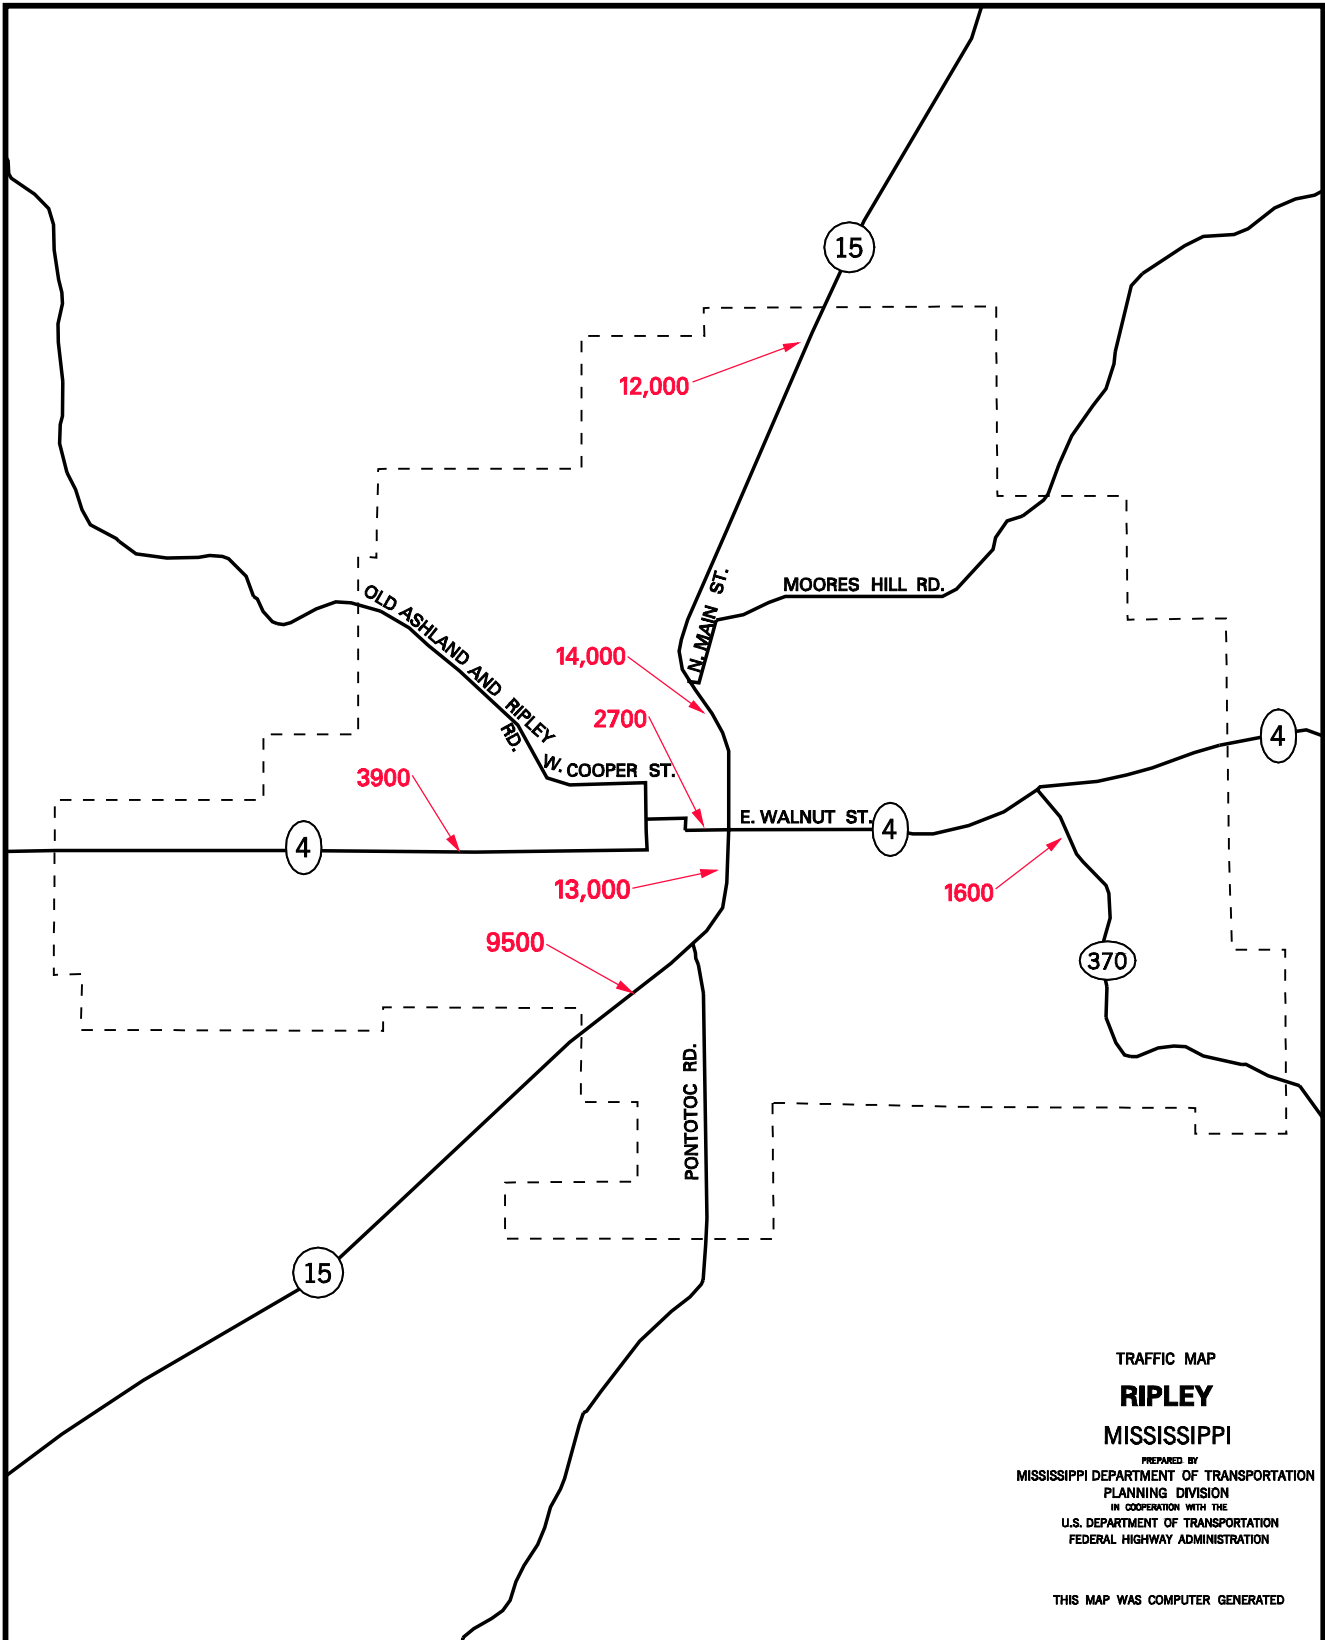 15
12,000
MOORES HILL RD.
N. MAIN ST.
OLD ASHLAND AND RIPLEY
RD.
14,000
2700
W. COOPER ST.
3900
4
E. WALNUT ST.
4
4
13,000
1600
9500
370
PONTOTOC RD.
15
TRAFFIC MAP
RIPLEY
MISSISSIPPI
PREPARED BY
MISSISSIPPI DEPARTMENT OF TRANSPORTATION
PLANNING DIVISION
IN COOPERATION WITH THE
U.S. DEPARTMENT OF TRANSPORTATION
FEDERAL HIGHWAY ADMINISTRATION
THIS MAP WAS COMPUTER GENERATED